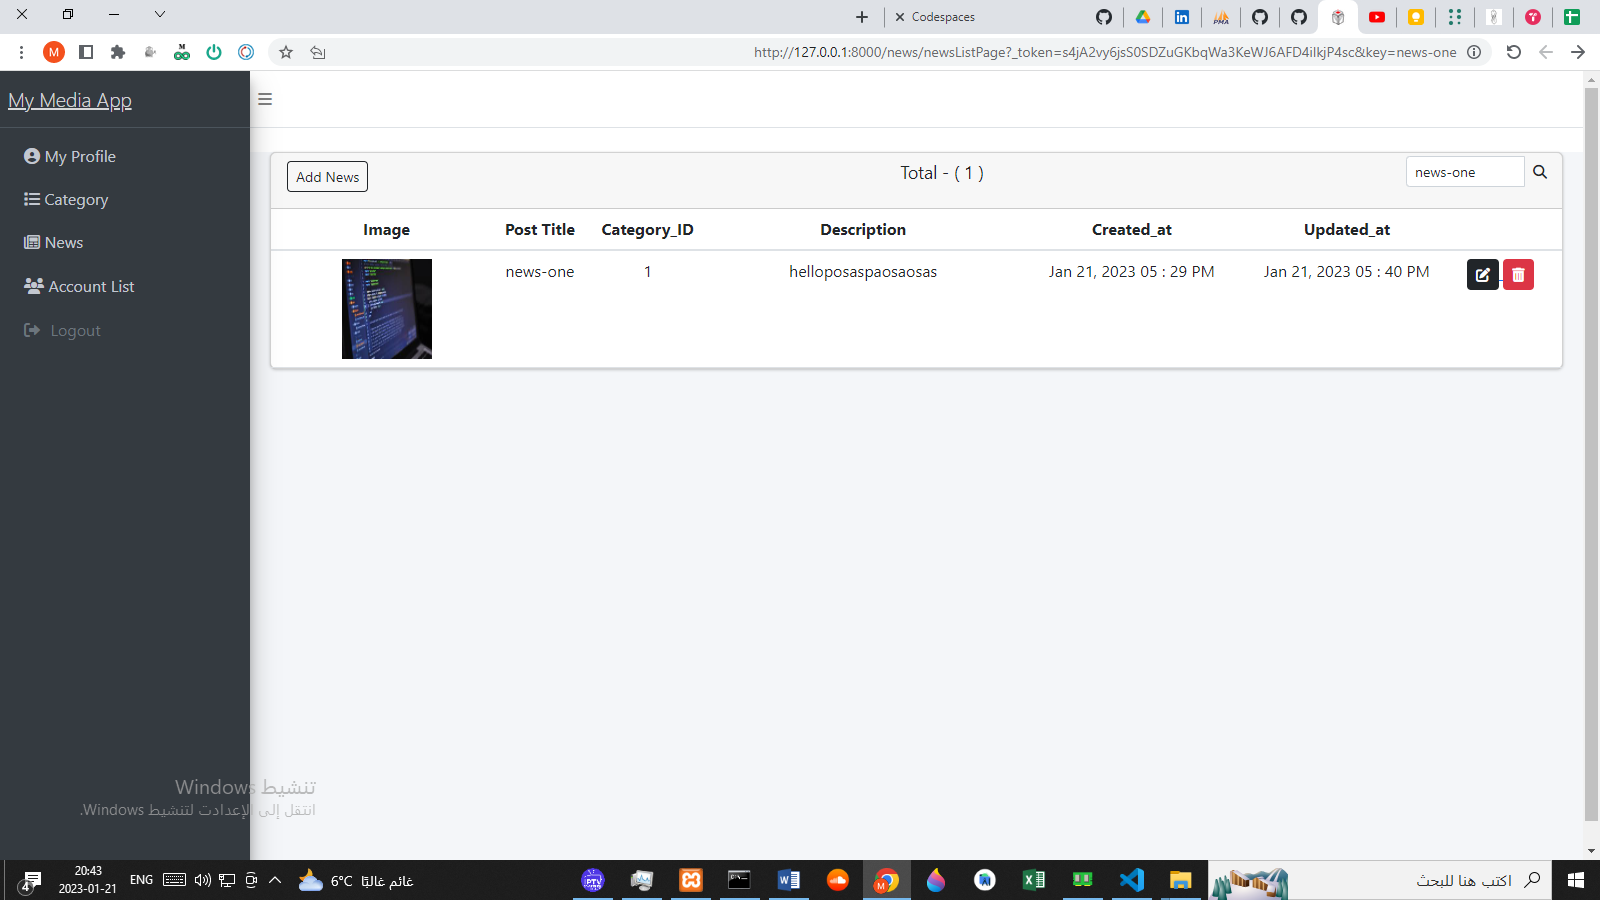 Codespaces
http://127.0.0.1:8000/news/newsListPage?_token=s4jA2vy6jsS0SDZuGKbqWa3KeWJ6AFD4iIkjP4sc&key=news-one
M
My Media App
My Profile
Category
News
Account List
Logout
Add News
Total - ( 1 )
news-one
Image Post Title Category_ID Description Created_at Updated_at
news-one 1 helloposaspaosaosas Jan 21, 2023 05 : 29 PM Jan 21, 2023 05 : 40 PM
تنشيط Windows
انتقل إلى الإعدادت لتنشيط Windows.
4
20:43
2023-01-21
ENG
6°C غائم غالبًا
اكتب هنا للبحث